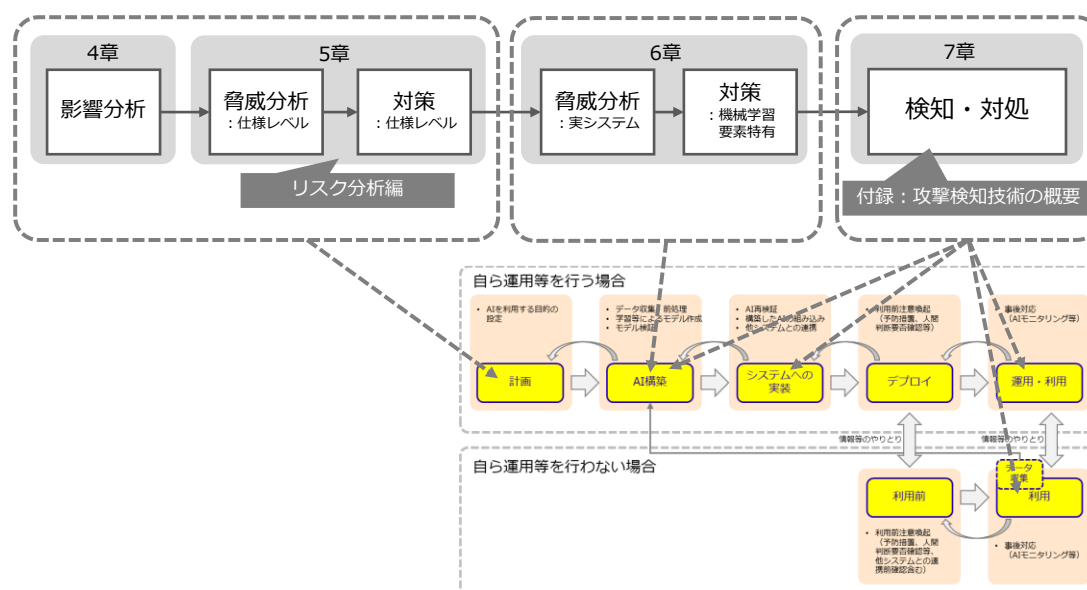 4章
影響分析
5章
脅威分析
：仕様レベル
対策
：仕様レベル
リスク分析編
6章
脅威分析
：実システム
対策
：機械学習
要素特有
7章
検知・対処
付録：攻撃検知技術の概要
自ら運用等を行う場合
• AIを利用する目的の
設定
計画
• データ収集／前処理
• 学習等によるモデル作成
• モデル検証
AI構築
• AI再検証
• 構築したAIの組み込み
• 他システムとの連携
システムへの
実装
• 利用前注意喚起
（予防措置、人間
判断要否確認等）
デプロイ
• 事後対応
（AIモニタリング等）
運用・利用
情報等のやりとり
情報等のやりとり
自ら運用等を行わない場合
利用前
• 利用前注意喚起
（予防措置、人間
判断要否確認等、
他システムとの連
携前確認含む）
データ
収集
利用
• 事後対応
（AIモニタリング等）